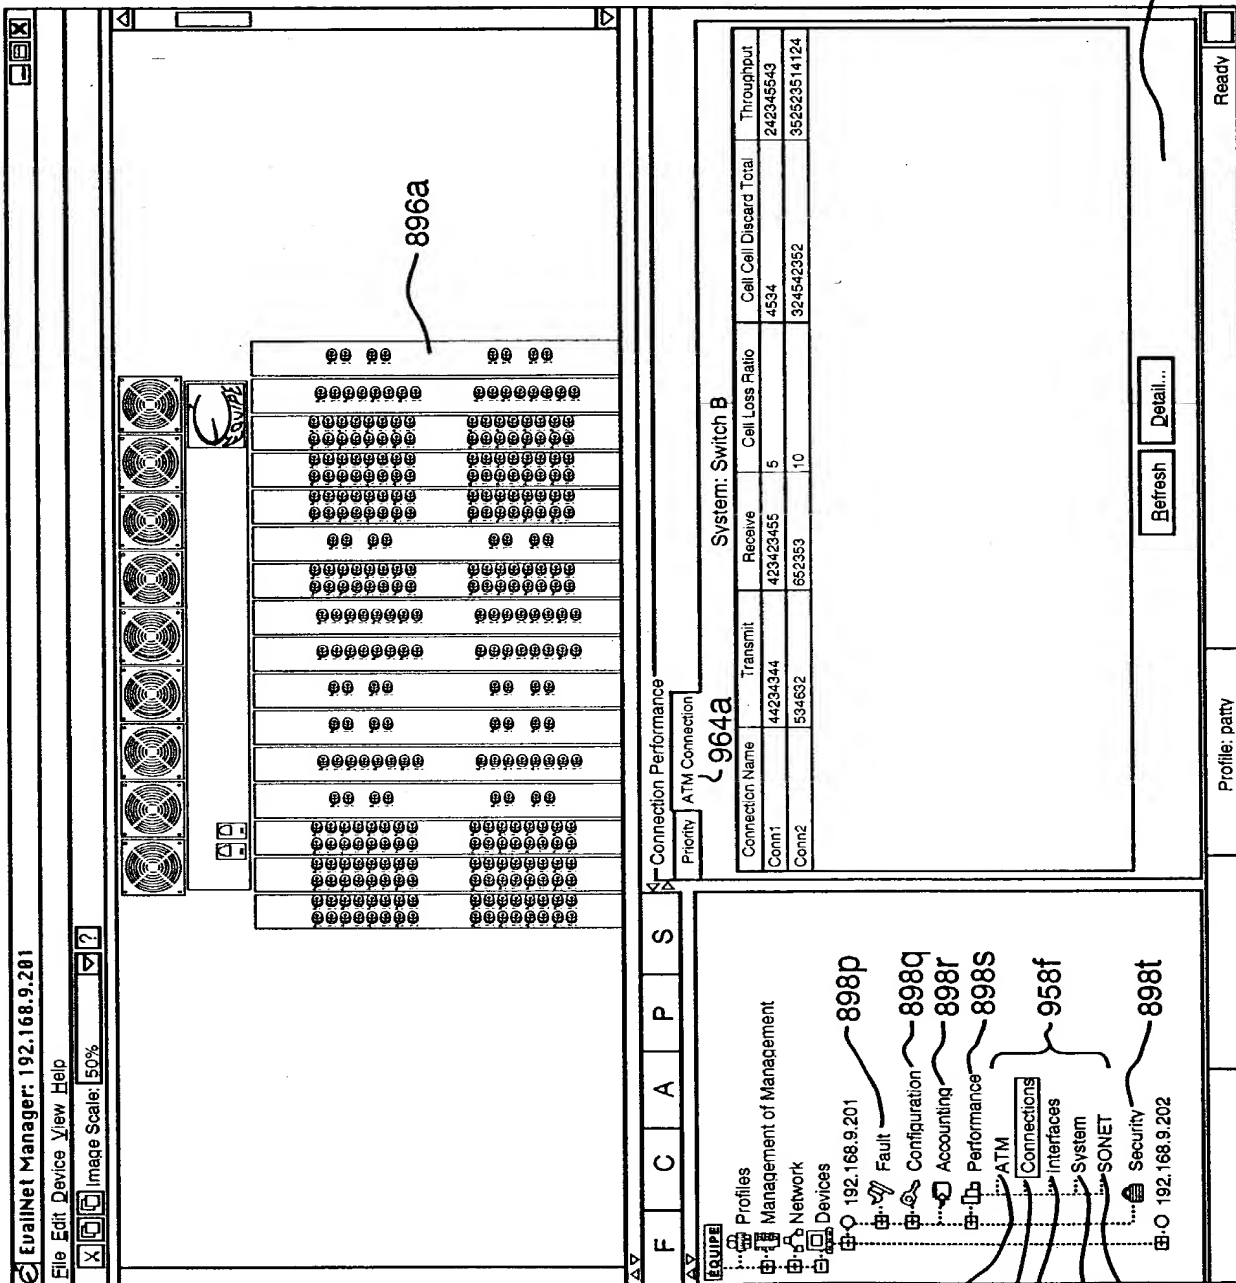 EvailNet Manager: 192.168.9.201
File Edit Device View Help
Image Scale: 50% ?
896a
F C A P S
EQUIPE
Profiles
Management of Management
Network
Devices
192.168.9.201
Fault
898p
Configuration
898q
Accounting
898r
Performance
898s
ATM
Connections
Interfaces
System
SONET
958f
Security
898t
192.168.9.202
Connection Performance
Priority ATM Connection
964a
System: Switch B
Connection Name Transmit Receive Cell Loss Ratio Cell Cell Discard Total Throughput
Conn1 44234344 423423455 5 4534 242345543
Conn2 534632 652353 10 324542352 352523514124
Refresh Detail...
Profile: patty
Ready